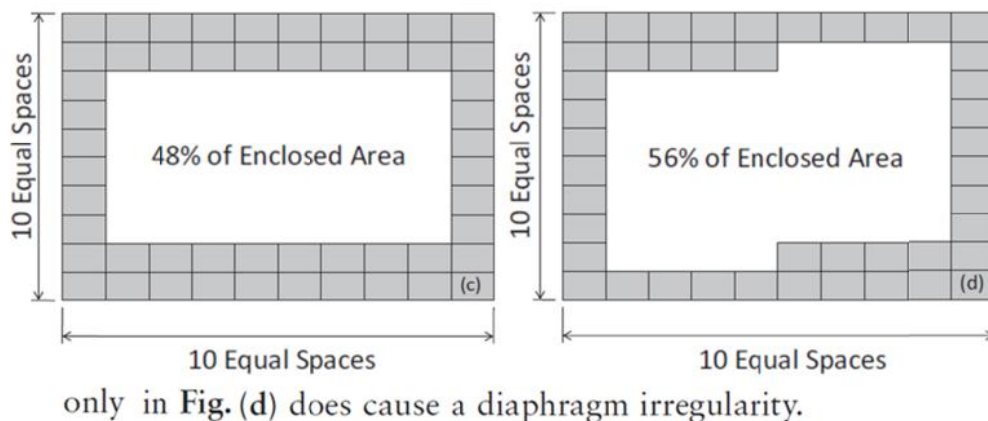 10 Equal Spaces
48% of Enclosed Area
(c)
10 Equal Spaces
10 Equal Spaces
56% of Enclosed Area
(d)
10 Equal Spaces
only in Fig. (d) does cause a diaphragm irregularity.